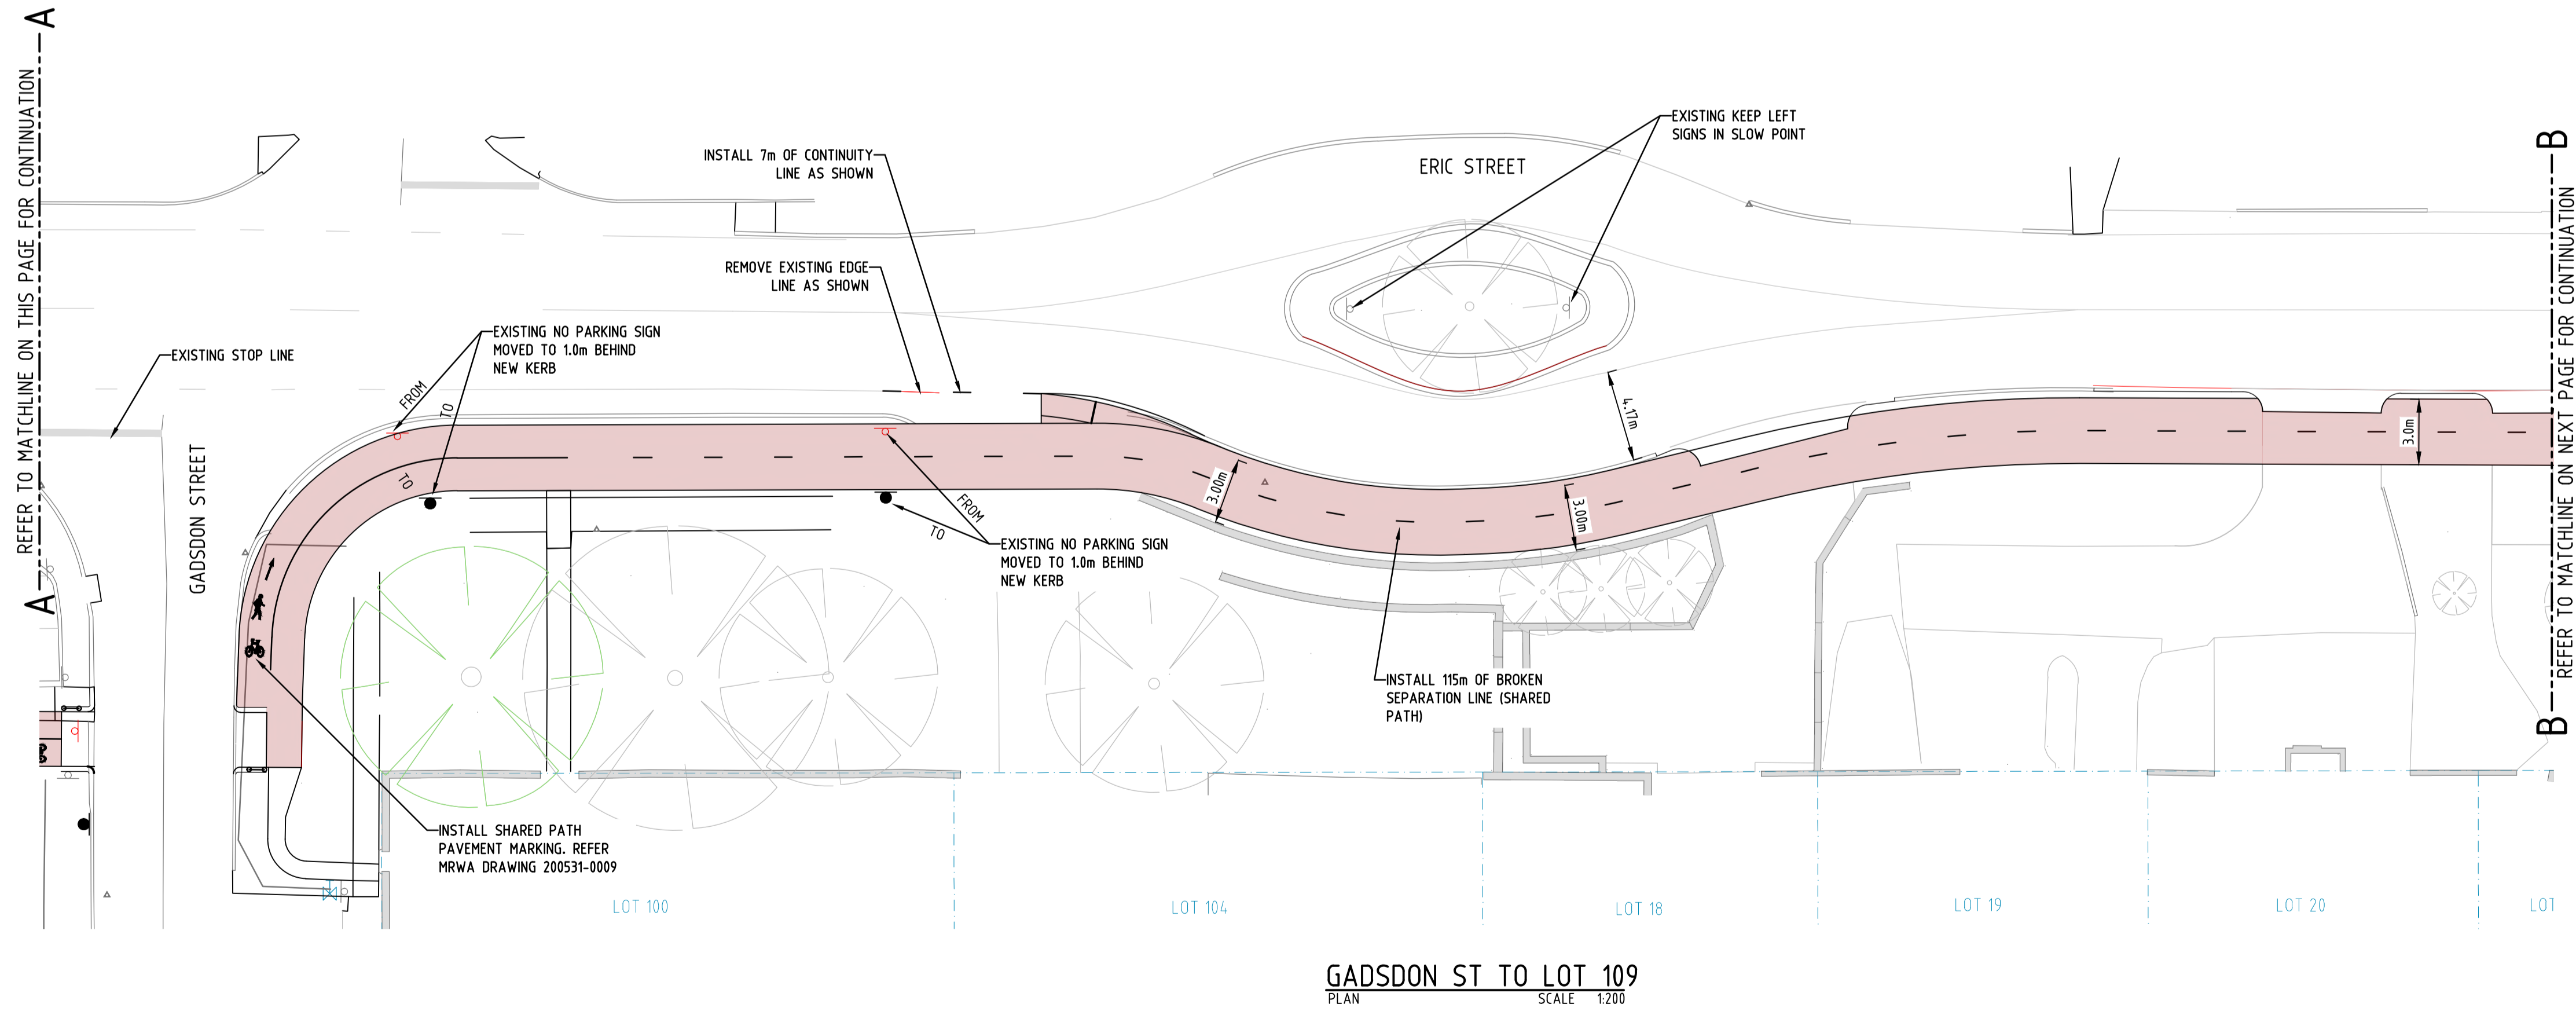 A
REFER TO MATCHLINE ON THIS PAGE FOR CONTINUATION
A
EXISTING STOP LINE
GADSDON STREET
FROM
TO
TO
EXISTING NO PARKING SIGN
MOVED TO 1.0m BEHIND
NEW KERB
INSTALL 7m OF CONTINUITY
LINE AS SHOWN
REMOVE EXISTING EDGE
LINE AS SHOWN
FROM
TO
EXISTING NO PARKING SIGN
MOVED TO 1.0m BEHIND
NEW KERB
ERIC STREET
EXISTING KEEP LEFT
SIGNS IN SLOW POINT
4.17m
3.00m
3.00m
3.0m
INSTALL 115m OF BROKEN
SEPARATION LINE (SHARED
PATH)
INSTALL SHARED PATH
PAVEMENT MARKING. REFER
MRWA DRAWING 200531-0009
B
REFER TO MATCHLINE ON NEXT PAGE FOR CONTINUATION
B
LOT 100
LOT 104
LOT 18
LOT 19
LOT 20
LOT
GADSDON ST TO LOT 109
PLAN SCALE 1:200